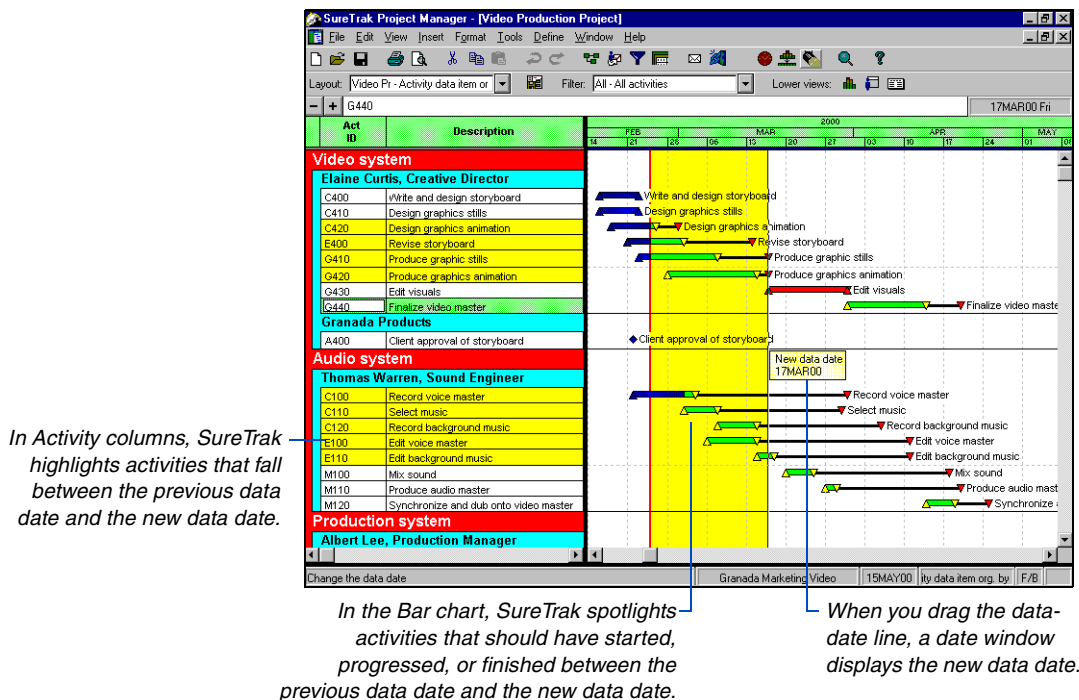 SureTrak Project Manager - [Video Production Project]
File Edit View Insert Format Tools Define Window Help
Layout: Video Pr - Activity data item or Filter: All - All activities Lower views:
G440 17MAR00 Fri
Act ID Description
2000
FEB MAR APR MAY
14 21 28 06 13 20 27 03 10 17 24 01 08
Video system
Elaine Curtis, Creative Director
C400 Write and design storyboard Write and design storyboard
C410 Design graphics stills Design graphics stills
C420 Design graphics animation Design graphics animation
E400 Revise storyboard Revise storyboard
G410 Produce graphic stills Produce graphic stills
G420 Produce graphics animation Produce graphics animation
G430 Edit visuals Edit visuals
G440 Finalize video master Finalize video maste
Granada Products
A400 Client approval of storyboard Client approval of storyboard
Audio system
New data date
17MAR00
Thomas Warren, Sound Engineer
C100 Record voice master Record voice master
C110 Select music Select music
C120 Record background music Record background music
E100 Edit voice master Edit voice master
E110 Edit background music Edit background music
M100 Mix sound Mix sound
M110 Produce audio master Produce audio mast
M120 Synchronize and dub onto video master Synchronize
Production system
Albert Lee, Production Manager
Change the data date Granada Marketing Video 15MAY00 ity data item org. by F/B
In Activity columns, SureTrak
highlights activities that fall
between the previous data
date and the new data date.
In the Bar chart, SureTrak spotlights
activities that should have started,
progressed, or finished between the
previous data date and the new data date.
When you drag the data-
date line, a date window
displays the new data date.